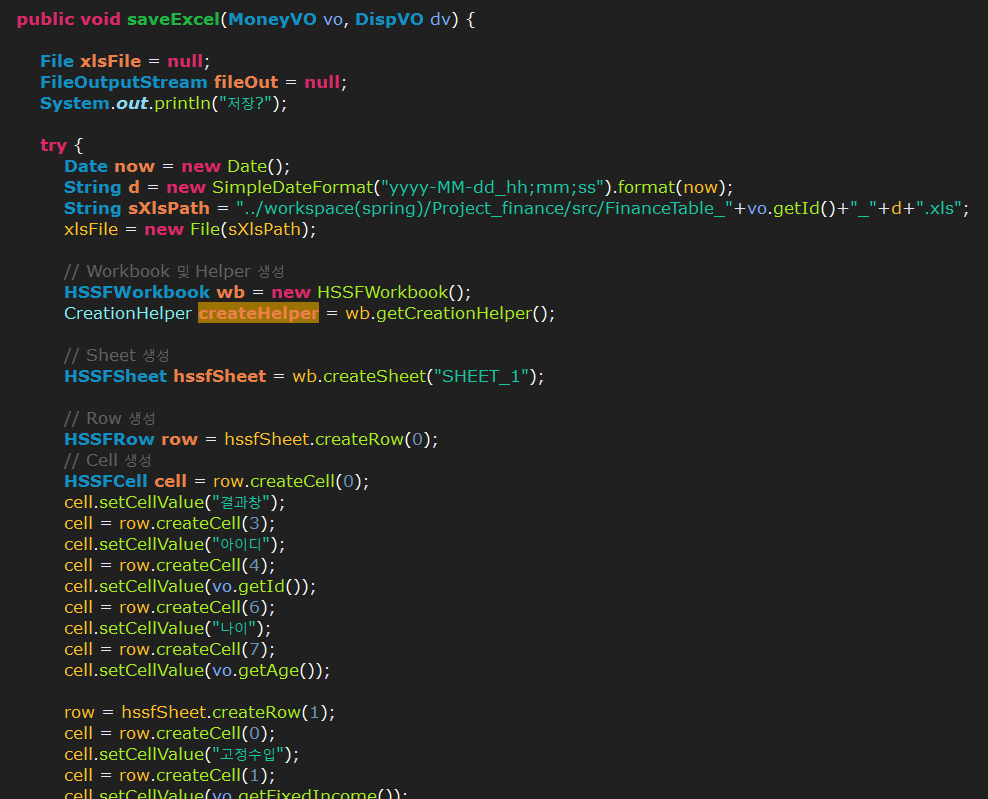 public void saveExcel(MoneyVO vo, DispVO dv) {
File xlsFile = null;
FileOutputStream fileOut = null;
System.out.println("저장?");
try {
Date now = new Date();
String d = new SimpleDateFormat("yyyy-MM-dd_hh;mm;ss").format(now);
String sXlsPath = "../workspace(spring)/Project_finance/src/FinanceTable_"+vo.getId()+"_"+d+".xls";
xlsFile = new File(sXlsPath);
// Workbook 및 Helper 생성
HSSFWorkbook wb = new HSSFWorkbook();
CreationHelper createHelper = wb.getCreationHelper();
// Sheet 생성
HSSFSheet hssfSheet = wb.createSheet("SHEET_1");
// Row 생성
HSSFRow row = hssfSheet.createRow(0);
// Cell 생성
HSSFCell cell = row.createCell(0);
cell.setCellValue("결과창");
cell = row.createCell(3);
cell.setCellValue("아이디");
cell = row.createCell(4);
cell.setCellValue(vo.getId());
cell = row.createCell(6);
cell.setCellValue("나이");
cell = row.createCell(7);
cell.setCellValue(vo.getAge());
row = hssfSheet.createRow(1);
cell = row.createCell(0);
cell.setCellValue("고정수입");
cell = row.createCell(1);
cell.setCellValue(vo.getFixedIncome());